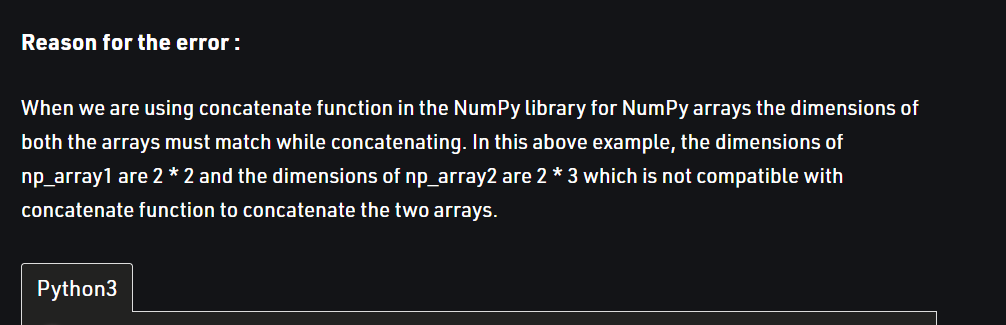 Reason for the error :
When we are using concatenate function in the NumPy library for NumPy arrays the dimensions of
both the arrays must match while concatenating. In this above example, the dimensions of
np_array1 are 2 * 2 and the dimensions of np_array2 are 2 * 3 which is not compatible with
concatenate function to concatenate the two arrays.
Python3